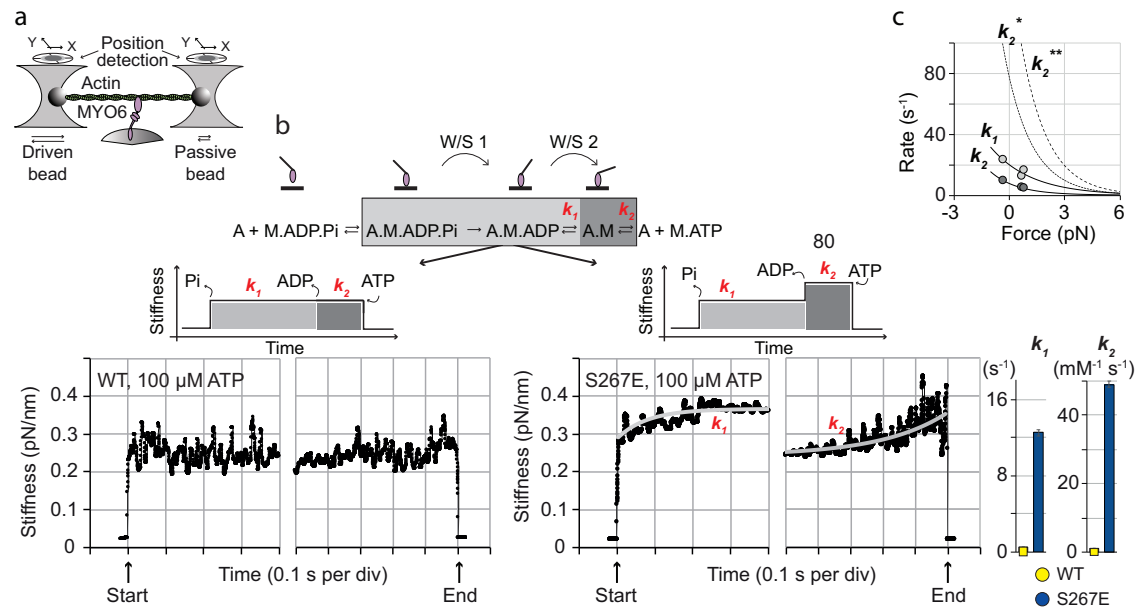 a
Y
X
Position
detection
Y
X
Actin
MYO6
Driven
bead
Passive
bead
b
W/S 1
W/S 2
k1
k2
A + M.ADP.Pi ⇌ A.M.ADP.Pi → A.M.ADP ⇌ A.M ⇌ A + M.ATP
Stiffness
Pi
k1
ADP
k2
ATP
Time
80
Stiffness
Pi
k1
ADP
k2
ATP
Time
c
k2*
k2**
Rate (s-1)
80
40
0
k1
k2
-3 0 3 6
Force (pN)
Stiffness (pN/nm)
0.4
0.3
0.2
0.1
0
WT, 100 μM ATP
Time (0.1 s per div)
Start
End
Stiffness (pN/nm)
0.4
0.3
0.2
0.1
0
S267E, 100 μM ATP
k1
k2
Time (0.1 s per div)
Start
End
k1
(s-1)
16
8
0
k2
(mM-1 s-1)
40
20
0
WT
S267E